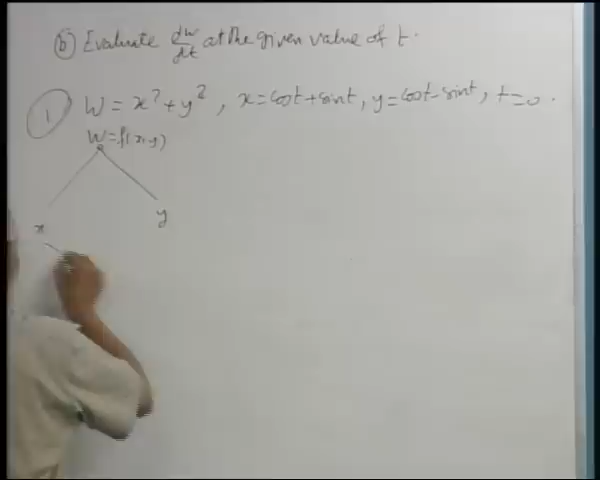 (b) Evaluate dw/dt at the given value of t.
(1) W = x² + y², x = cost + sint, y = cost - sint, t = 0.
W = f(x, y)
x y